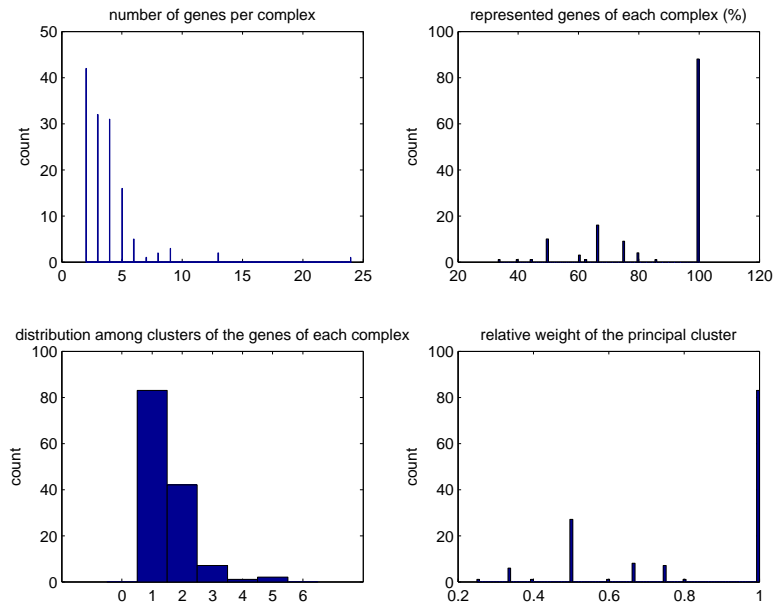 number of genes per complex
50
40
30
20
10
0
count
0 5 10 15 20 25
represented genes of each complex (%)
100
80
60
40
20
0
count
20 40 60 80 100 120
distribution among clusters of the genes of each complex
100
80
60
40
20
0
count
0 1 2 3 4 5 6
relative weight of the principal cluster
100
80
60
40
20
0
count
0.2 0.4 0.6 0.8 1